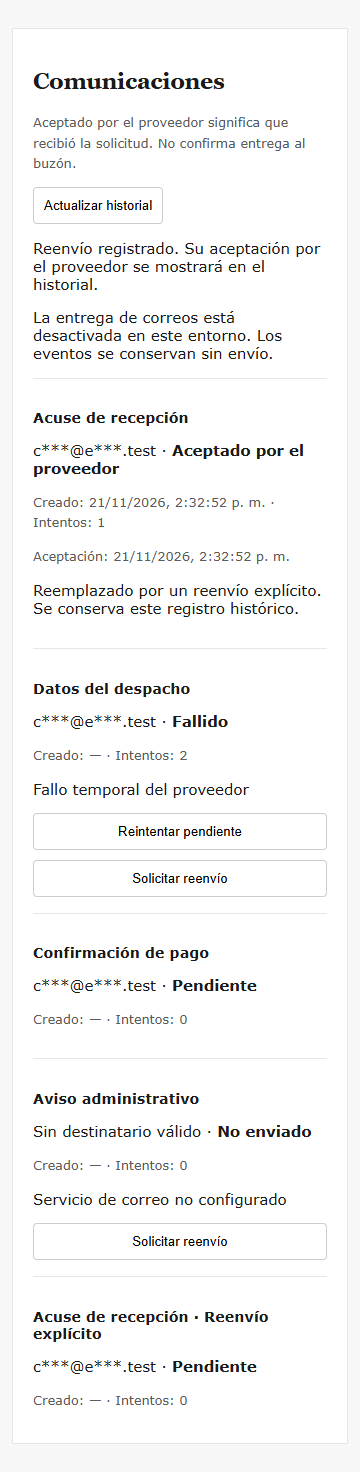 Comunicaciones
Aceptado por el proveedor significa que
recibió la solicitud. No confirma entrega al
buzón.
Actualizar historial
Reenvío registrado. Su aceptación por
el proveedor se mostrará en el
historial.
La entrega de correos está
desactivada en este entorno. Los
eventos se conservan sin envío.
Acuse de recepción
c***@e***.test · Aceptado por el
proveedor
Creado: 21/11/2026, 2:32:52 p. m. ·
Intentos: 1
Aceptación: 21/11/2026, 2:32:52 p. m.
Reemplazado por un reenvío explícito.
Se conserva este registro histórico.
Datos del despacho
c***@e***.test · Fallido
Creado: — · Intentos: 2
Fallo temporal del proveedor
Reintentar pendiente
Solicitar reenvío
Confirmación de pago
c***@e***.test · Pendiente
Creado: — · Intentos: 0
Aviso administrativo
Sin destinatario válido · No enviado
Creado: — · Intentos: 0
Servicio de correo no configurado
Solicitar reenvío
Acuse de recepción · Reenvío
explícito
c***@e***.test · Pendiente
Creado: — · Intentos: 0